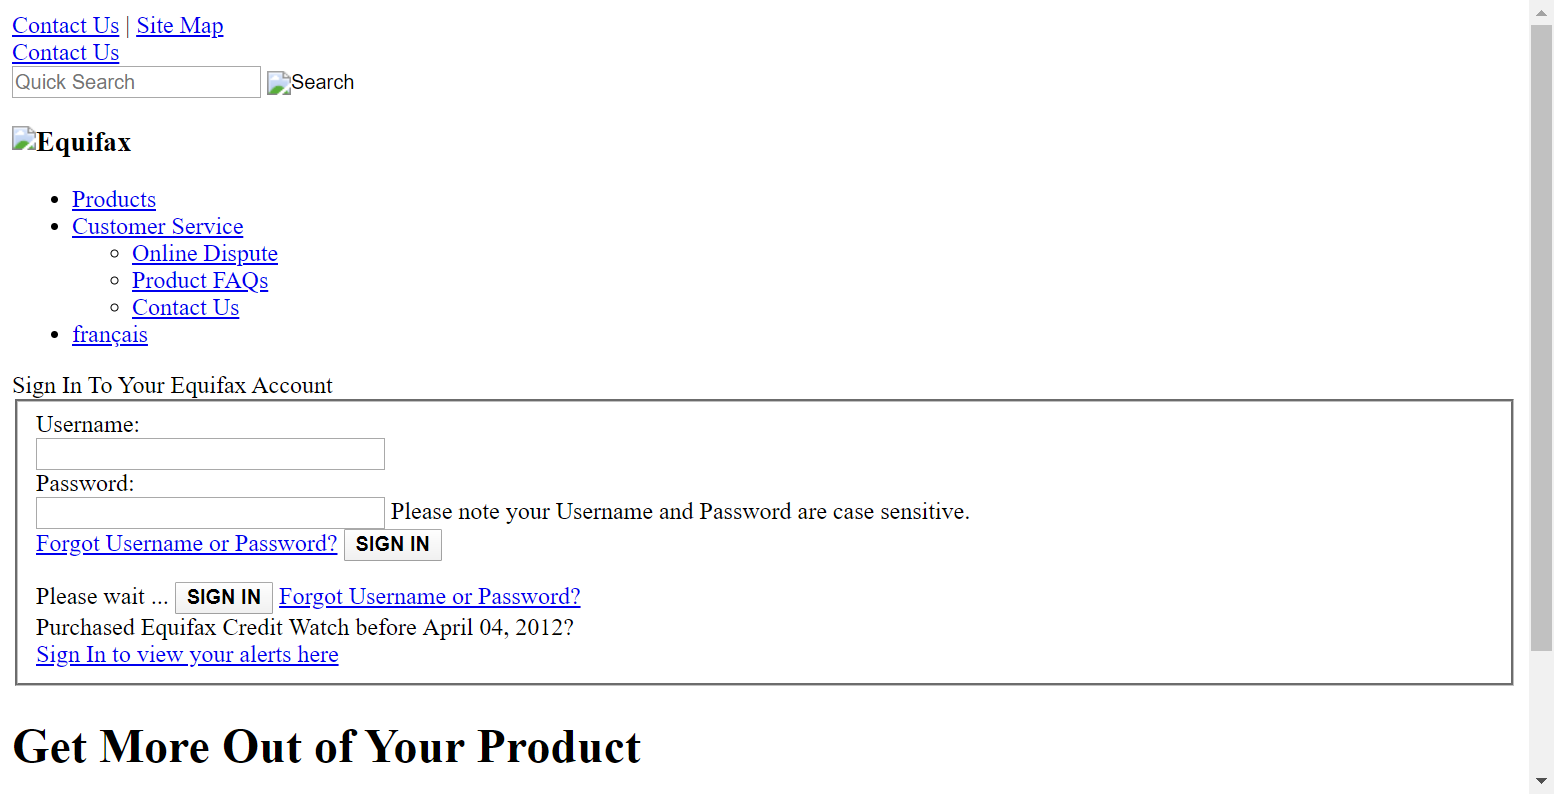 Contact Us | Site Map
Contact Us
Quick Search Search
Equifax
Products
Customer Service
Online Dispute
Product FAQs
Contact Us
français
Sign In To Your Equifax Account
Username:
Password:
Please note your Username and Password are case sensitive.
Forgot Username or Password? SIGN IN
Please wait ... SIGN IN Forgot Username or Password?
Purchased Equifax Credit Watch before April 04, 2012?
Sign In to view your alerts here
Get More Out of Your Product